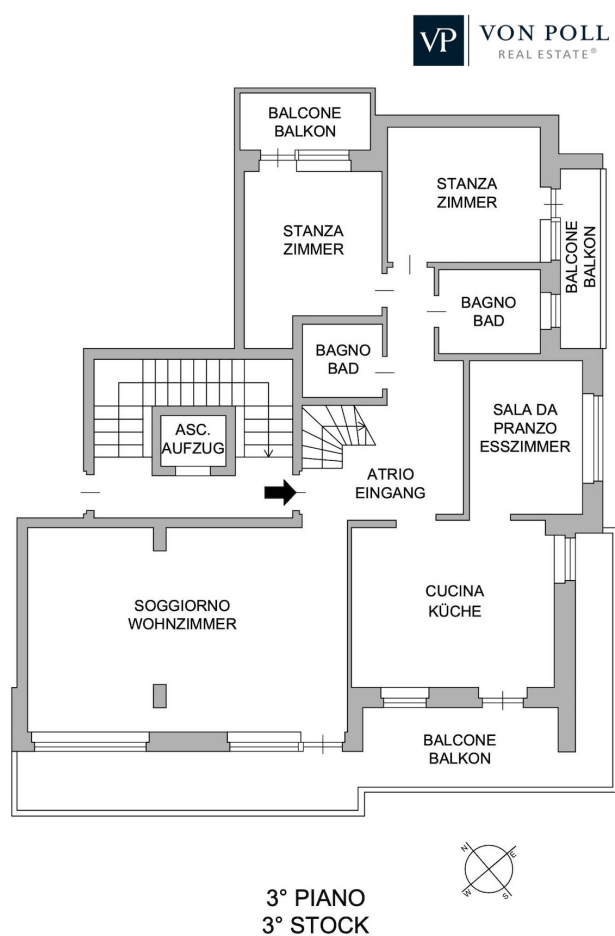 VP VON POLL
REAL ESTATE®
BALCONE
BALKON
STANZA
ZIMMER
STANZA
ZIMMER
BALCONE
BALKON
BAGNO
BAD
BAGNO
BAD
SALA DA
PRANZO
ESSZIMMER
ASC.
AUFZUG
ATRIO
EINGANG
SOGGIORNO
WOHNZIMMER
CUCINA
KÜCHE
BALCONE
BALKON
N E
W S
3° PIANO
3° STOCK